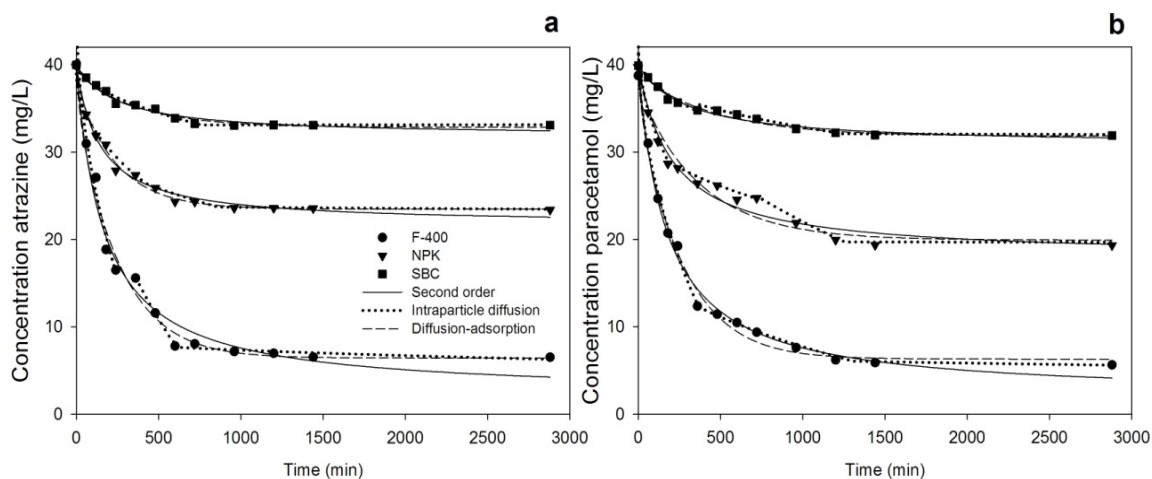 a
Concentration atrazine (mg/L)
40
30
20
10
0
F-400
NPK
SBC
Second order
Intraparticle diffusion
Diffusion-adsorption
0 500 1000 1500 2000 2500 3000
Time (min)
b
Concentration paracetamol (mg/L)
40
30
20
10
0
0 500 1000 1500 2000 2500 3000
Time (min)